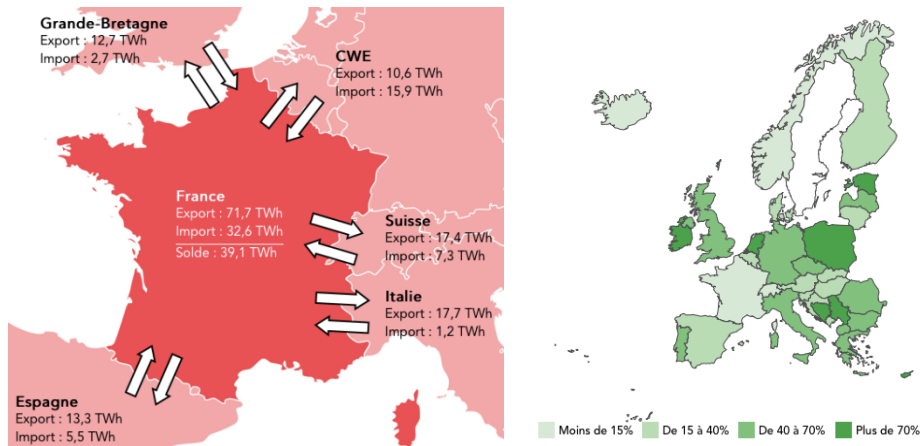 Grande-Bretagne
Export : 12,7 TWh
Import : 2,7 TWh
CWE
Export : 10,6 TWh
Import : 15,9 TWh
France
Export : 71,7 TWh
Import : 32,6 TWh
Solde : 39,1 TWh
Suisse
Export : 17,4 TWh
Import : 7,3 TWh
Italie
Export : 17,7 TWh
Import : 1,2 TWh
Espagne
Export : 13,3 TWh
Import : 5,5 TWh
Moins de 15% De 15 à 40% De 40 à 70% Plus de 70%